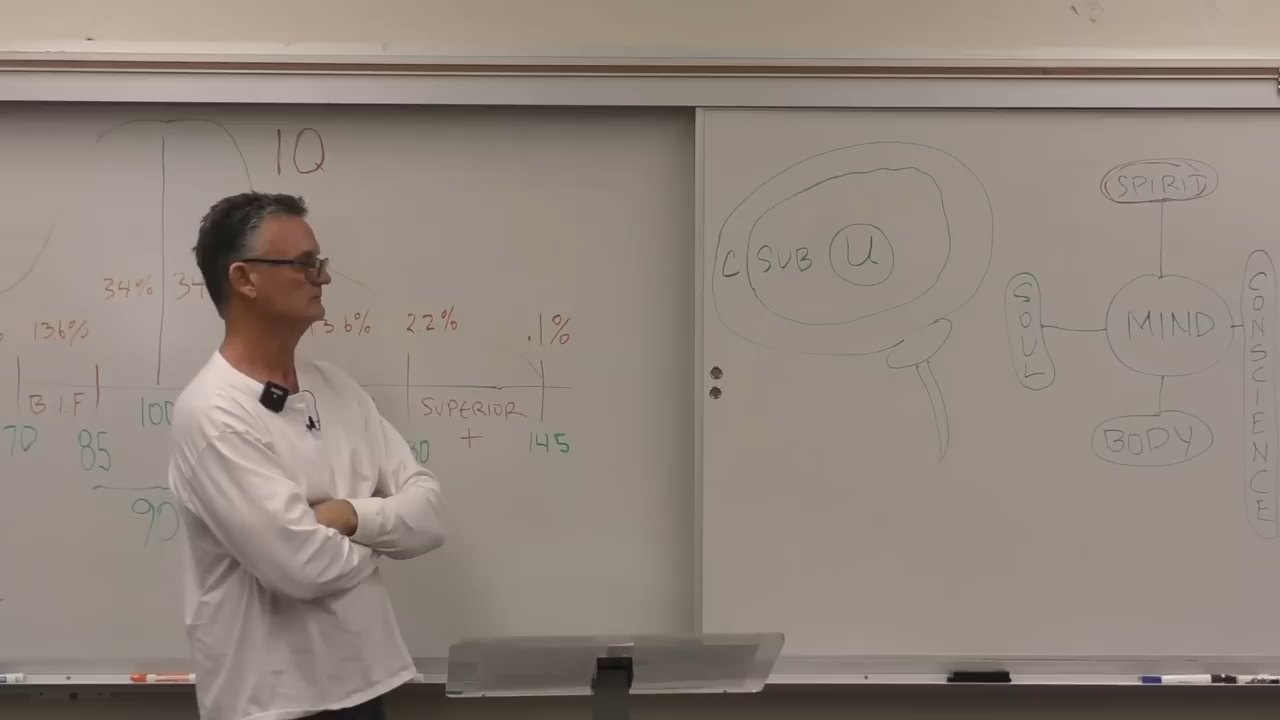 IQ
34% 34
13.6% 13.6% 2.2% .1%
B.I.F SUPERIOR
+
70 85 100 145
90
C SUB U
SPIRIT
SOUL
MIND
CONSCIENCE
BODY